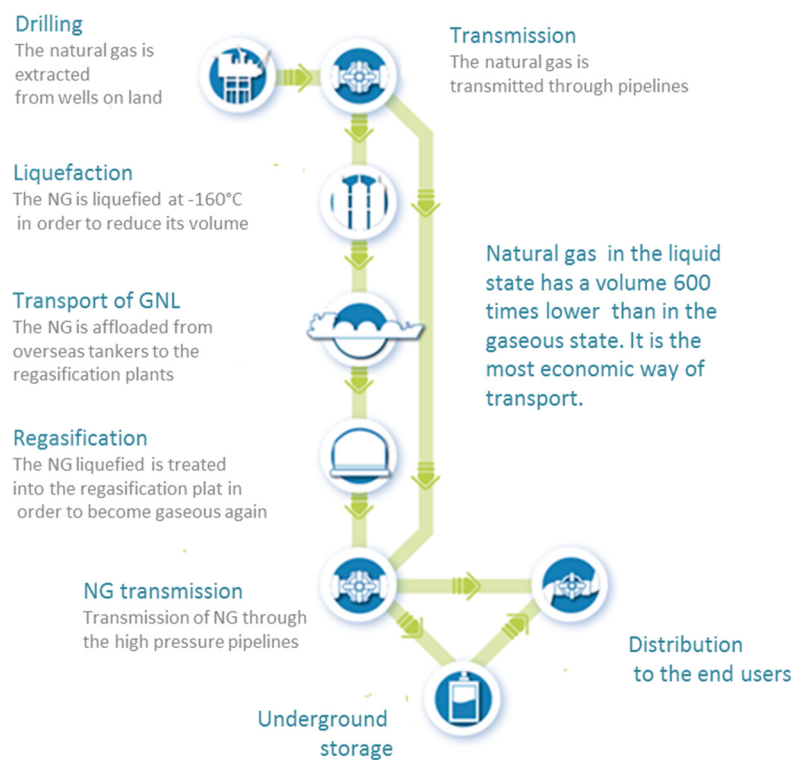 Drilling
The natural gas is
extracted
from wells on land
Transmission
The natural gas is
transmitted through pipelines
Liquefaction
The NG is liquefied at -160°C
in order to reduce its volume
Natural gas in the liquid
state has a volume 600
times lower than in the
gaseous state. It is the
most economic way of
transport.
Transport of GNL
The NG is affloaded from
overseas tankers to the
regasification plants
Regasification
The NG liquefied is treated
into the regasification plat in
order to become gaseous again
NG transmission
Transmission of NG through
the high pressure pipelines
Distribution
to the end users
Underground
storage